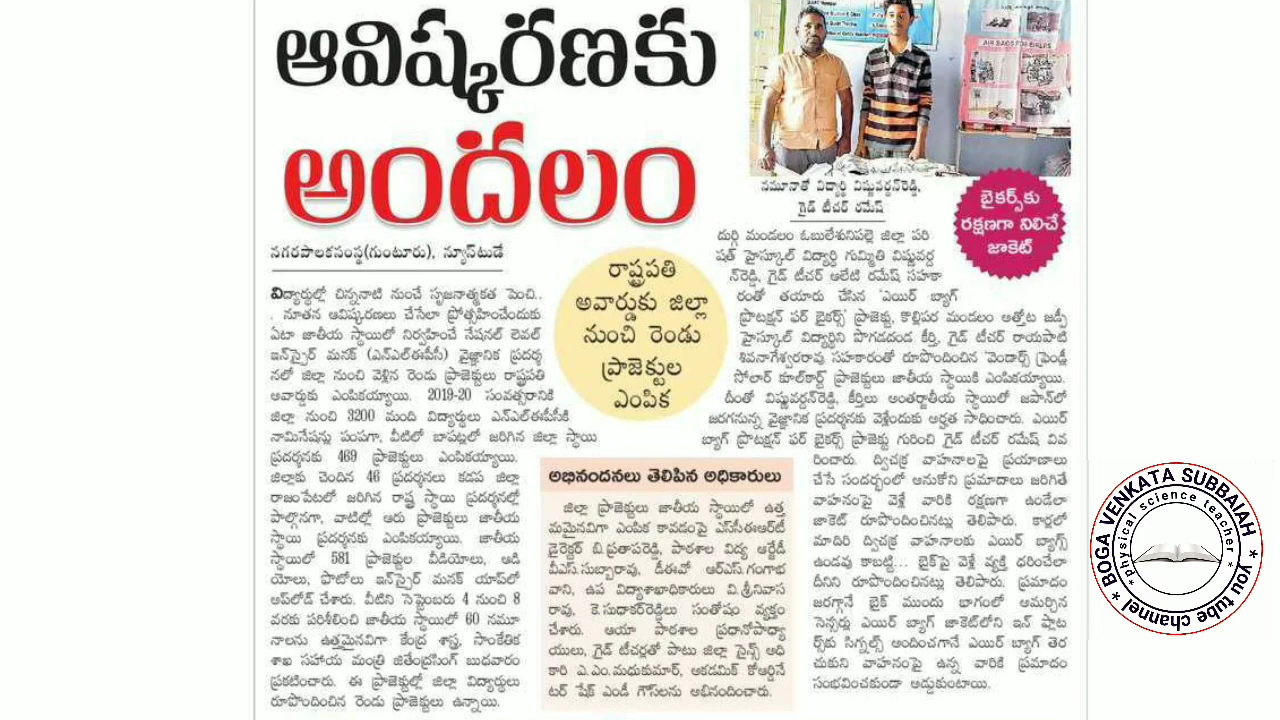 ఆవిష్కరణకు
అందలం
నగరపాలకసంస్థ(గుంటూరు), న్యూస్‌టుడే
విద్యార్థుల్లో చిన్ననాటి నుంచే సృజనాత్మకత పెంచి..
. నూతన ఆవిష్కరణలు చేసేలా ప్రోత్సహించేందుకు
ఏటా జాతీయ స్థాయిలో నిర్వహించే నేషనల్ లెవల్
ఇన్‌స్పైర్ మనక్ (ఎన్ఎల్ఈపీసీ) వైజ్ఞానిక ప్రదర్శ
నలో జిల్లా నుంచి వెళ్లిన రెండు ప్రాజెక్టులు రాష్ట్రపతి
అవార్డుకు ఎంపికయ్యాయి. 2019-20 సంవత్సరానికి
జిల్లా నుంచి 3200 మంది విద్యార్థులు ఎన్ఎల్ఈపీసీకి
నామినేషన్లు పంపగా, వీటిలో బాపట్లలో జరిగిన జిల్లా స్థాయి
ప్రదర్శనకు 469 ప్రాజెక్టులు ఎంపికయ్యాయి.
జిల్లాకు చెందిన 46 ప్రదర్శనలు కడప జిల్లా
రాజంపేటలో జరిగిన రాష్ట్ర స్థాయి ప్రదర్శనల్లో
పాల్గొనగా, వాటిల్లో ఆరు ప్రాజెక్టులు జాతీయ
స్థాయి ప్రదర్శనకు ఎంపికయ్యాయి. జాతీయ
స్థాయిలో 581 ప్రాజెక్టుల వీడియోలు, ఆడి
యోలు, ఫొటోలు ఇన్‌స్పైర్ మనక్ యాప్‌లో
అప్‌లోడ్ చేశారు. వీటిని సెప్టెంబరు 4 నుంచి 8
వరకు పరిశీలించి జాతీయ స్థాయిలో 60 నమూ
నాలను ఉత్తమైనవిగా కేంద్ర శాస్త్ర, సాంకేతిక
శాఖ సహాయ మంత్రి జితేంద్రసింగ్ బుధవారం
ప్రకటించారు. ఈ ప్రాజెక్టుల్లో జిల్లా విద్యార్థులు
రూపొందించిన రెండు ప్రాజెక్టులు ఉన్నాయి.
రాష్ట్రపతి
అవార్డుకు జిల్లా
నుంచి రెండు
ప్రాజెక్టుల
ఎంపిక
అభినందనలు తెలిపిన అధికారులు
జిల్లా ప్రాజెక్టులు జాతీయ స్థాయిలో ఉత్త
మమైనవిగా ఎంపిక కావడంపై ఎస్‌సీఈఆర్‌టీ
డైరెక్టర్ బి.ప్రతాపరెడ్డి, పాఠశాల విద్య ఆర్జేడీ
వీఎస్.సుబ్బారావు, డీఈవో ఆర్ఎస్.గంగాభ
వాని, ఉప విద్యాశాఖాధికారులు వి.శ్రీనివాస
రావు, కె.సుధాకర్‌రెడ్డిలు సంతోషం వ్యక్తం
చేశారు. ఆయా పాఠశాల ప్రధానోపాధ్యా
యులు, గైడ్ టీచర్లతో పాటు జిల్లా సైన్స్ అధి
కారి ఎ.ఎం.మధుకుమార్, అకడమిక్ కోఆర్డినే
టర్ షేక్ ఎండీ గౌస్‌లను అభినందించారు.
AIR BAGS FOR BIKERS
నమూనాతో విద్యార్థి విష్ణువర్దన్‌రెడ్డి,
గైడ్ టీచర్ రమేష్
బైకర్స్‌కు
రక్షణగా నిలిచే
జాకెట్
దుర్గి మండలం ఓబులేశునిపల్లె జిల్లా పరి
షత్ హైస్కూల్ విద్యార్థి గుమ్మితి విష్ణువర్ద
న్‌రెడ్డి, గైడ్ టీచర్ ఆలేటి రమేష్ సహకా
రంతో తయారు చేసిన 'ఎయిర్ బ్యాగ్
ప్రొటక్షన్ ఫర్ బైకర్స్' ప్రాజెక్టు, కొల్లిపర మండలం అత్తోట జడ్పీ
హైస్కూల్ విద్యార్థిని పొగడదండ కీర్తి, గైడ్ టీచర్ రాయపాటి
శివనాగేశ్వరరావు సహకారంతో రూపొందించిన 'వెండార్స్ ఫ్రెండ్లీ
సోలార్ కూల్‌కార్ట్' ప్రాజెక్టులు జాతీయ స్థాయికి ఎంపికయ్యాయి.
దీంతో విష్ణువర్దన్‌రెడ్డి, కీర్తిలు అంతర్జాతీయ స్థాయిలో జపాన్‌లో
జరగనున్న వైజ్ఞానిక ప్రదర్శనకు వెళ్లేందుకు అర్హత సాధించారు. ఎయిర్
బ్యాగ్ ప్రొటక్షన్ ఫర్ బైకర్స్ ప్రాజెక్టు గురించి గైడ్ టీచర్ రమేష్ వివ
రించారు. ద్విచక్ర వాహనాలపై ప్రయాణాలు
చేసే సందర్భంలో అనుకోని ప్రమాదాలు జరిగితే
వాహనంపై వెళ్లే వారికి రక్షణగా ఉండేలా
జాకెట్ రూపొందించినట్లు తెలిపారు. కార్లలో
మాదిరి ద్విచక్ర వాహనాలకు ఎయిర్ బ్యాగ్స్
ఉండవు కాబట్టి... బైక్‌పై వెళ్లే వ్యక్తి ధరించేలా
దీనిని రూపొందించినట్లు తెలిపారు. ప్రమాదం
జరగ్గానే బైక్ ముందు భాగంలో అమర్చిన
సెన్సర్లు ఎయిర్ బ్యాగ్ జాకెట్‌లోని ఇన్ ఫ్లాట
ర్స్‌కు సిగ్నల్స్ అందించగానే ఎయిర్ బ్యాగ్ తెర
చుకుని వాహనంపై ఉన్న వారికి ప్రమాదం
సంభవించకుండా అడ్డుకుంటాయి.
* BOGA VENKATA SUBBAIAH * you tube channel
*physical science teacher*